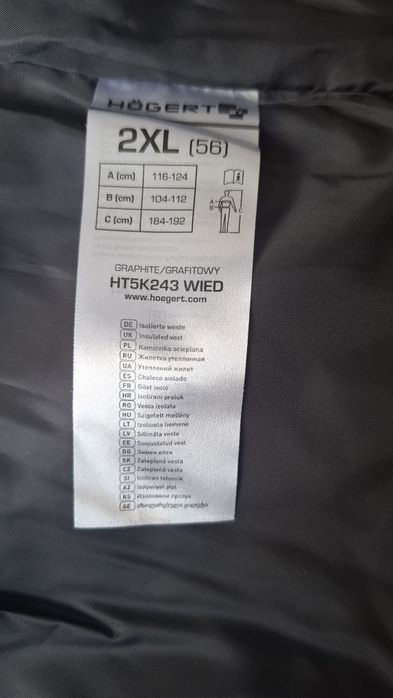 HÖGERT
2XL (56)
A (cm) 116-124
B (cm) 104-112
C (cm) 184-192
A
B
C
GRAPHITE/GRAFITOWY
HT5K243 WIED
www.hoegert.com
DE Isolierte weste
UK Insulated vest
PL Kamizelka ocieplana
RU Жилетка утепленная
UA Утеплений жилет
ES Chaleco aislado
FR Gilet isolé
HR Izolirani prsluk
RO Vesta izolata
HU Szigetelt mellény
LT Izoliuota liemenė
LV Siltināta veste
EE Soojustatud vest
BG Зимен елек
SK Zateplená vesta
CZ Zateplená vesta
SI Izoliran telovnik
AZ
RS Изоловани прслук
GE